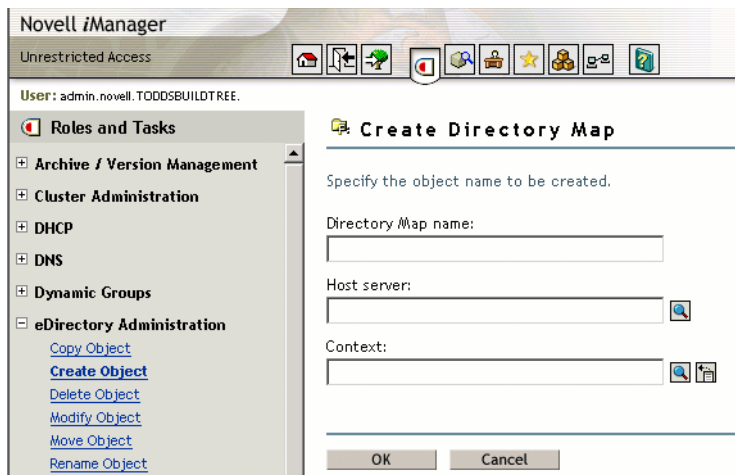 Novell iManager
Unrestricted Access
User: admin.novell.TODDSBUILDTREE.
Roles and Tasks
Archive / Version Management
Cluster Administration
DHCP
DNS
Dynamic Groups
eDirectory Administration
Copy Object
Create Object
Delete Object
Modify Object
Move Object
Rename Object
Create Directory Map
Specify the object name to be created.
Directory Map name:
Host server:
Context:
OK Cancel